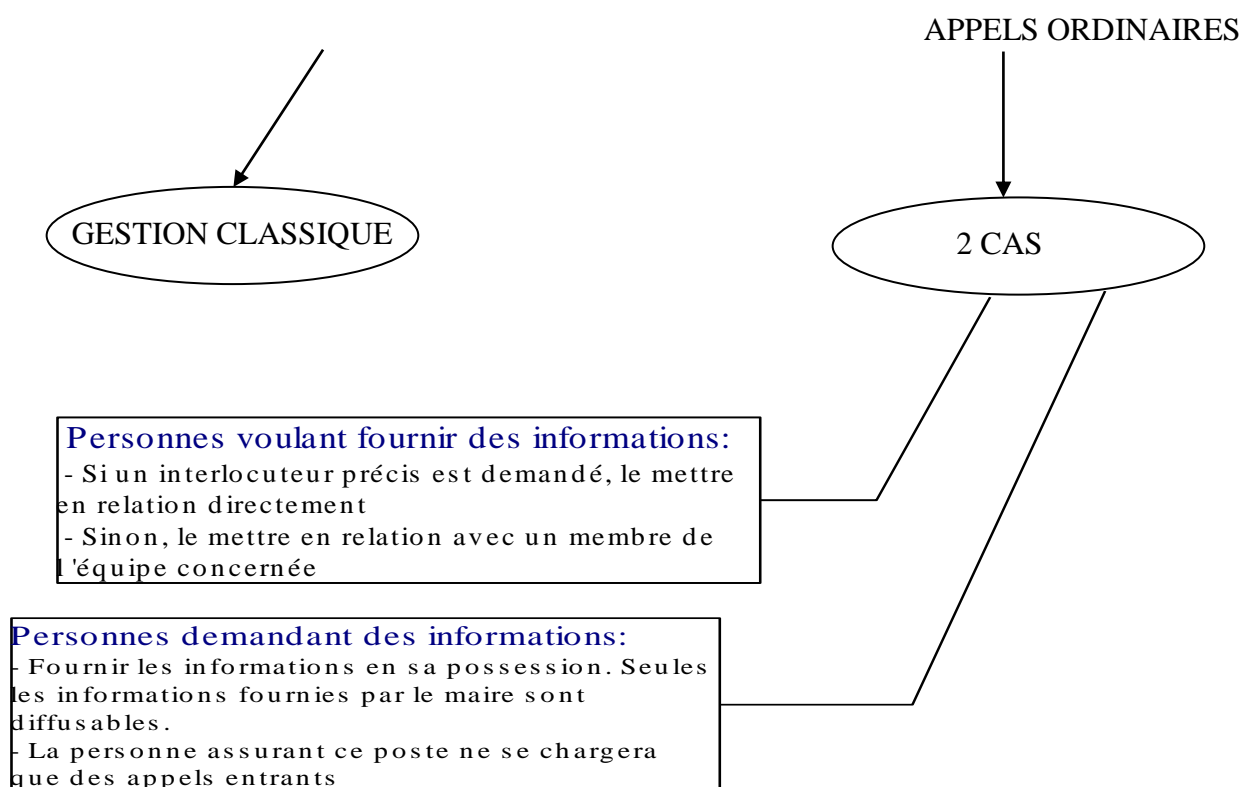 APPELS ORDINAIRES
GESTION CLASSIQUE
2 CAS
Personnes voulant fournir des informations:
- Si un interlocuteur précis est demandé, le mettre
en relation directement
- Sinon, le mettre en relation avec un membre de
l'équipe concernée
Personnes demandant des informations:
- Fournir les informations en sa possession. Seules
les informations fournies par le maire sont
diffusables.
- La personne assurant ce poste ne se chargera
que des appels entrants